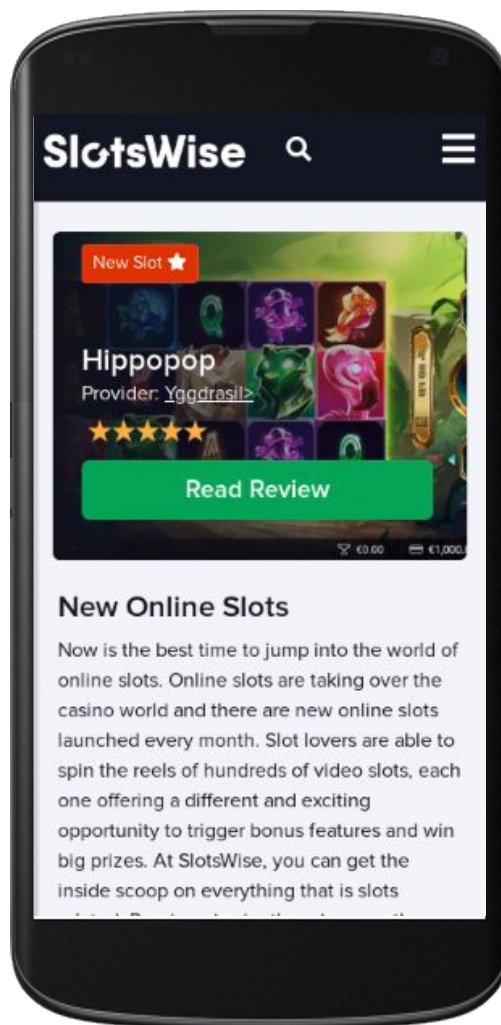 SlotsWise
New Slot
Hippopop
Provider: Yggdrasil>
Read Review
€0.00 €1,000.
New Online Slots
Now is the best time to jump into the world of
online slots. Online slots are taking over the
casino world and there are new online slots
launched every month. Slot lovers are able to
spin the reels of hundreds of video slots, each
one offering a different and exciting
opportunity to trigger bonus features and win
big prizes. At SlotsWise, you can get the
inside scoop on everything that is slots